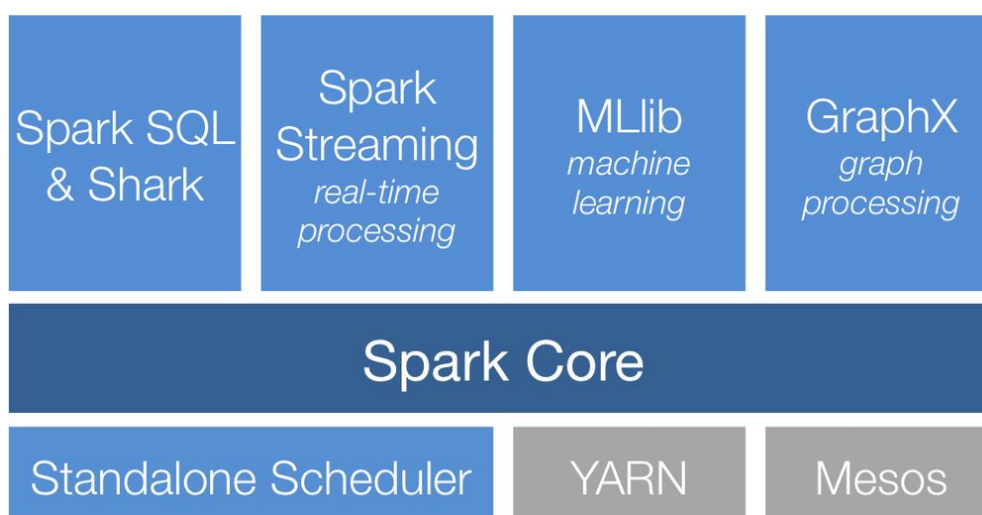 Spark SQL
& Shark
Spark
Streaming
real-time
processing
MLlib
machine
learning
GraphX
graph
processing
Spark Core
Standalone Scheduler
YARN
Mesos